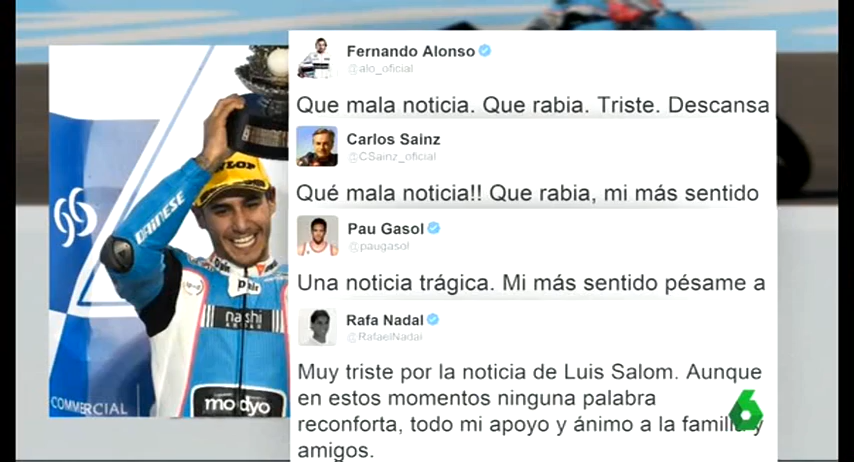 Fernando Alonso
@alo_oficial
Que mala noticia. Que rabia. Triste. Descansa
Carlos Sainz
@CSainz_oficial
Qué mala noticia!! Que rabia, mi más sentido
Pau Gasol
@paugasol
Una noticia trágica. Mi más sentido pésame a
Rafa Nadal
@RafaelNadal
Muy triste por la noticia de Luis Salom. Aunque
en estos momentos ninguna palabra
reconforta, todo mi apoyo y ánimo a la familia y
amigos.
DAINESE
COMMERCIAL
6